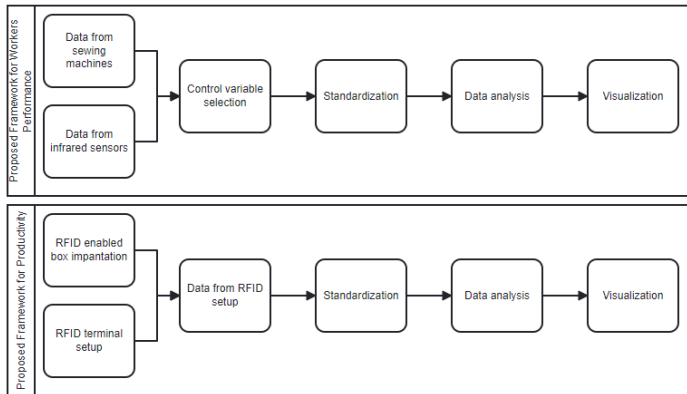 Proposed Framework for Workers
Performance
Data from
sewing
machines
Data from
infrared sensors
Control variable
selection
Standardization
Data analysis
Visualization
Proposed Framework for Productivity
RFID enabled
box impantation
RFID terminal
setup
Data from RFID
setup
Standardization
Data analysis
Visualization